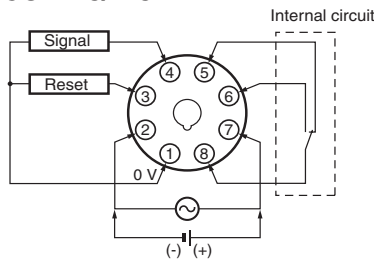 Internal circuit
Signal
Reset
4 5
3 6
2 7
1 8
0 V
(-) (+)